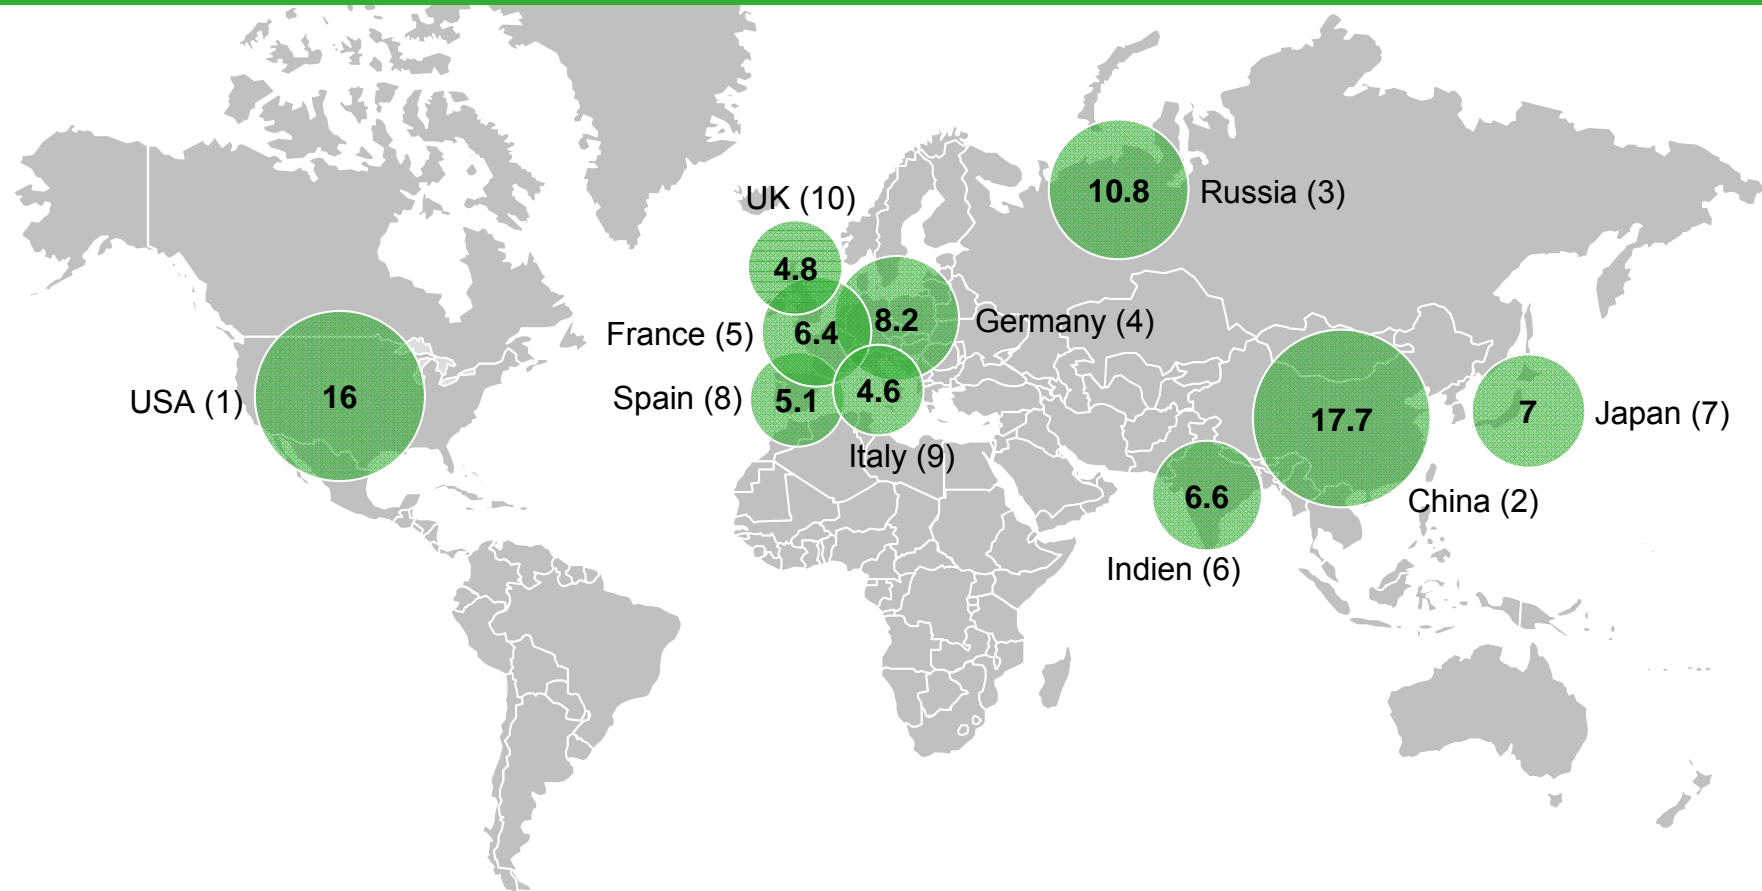 UK (10)
4.8
10.8
Russia (3)
France (5)
6.4
8.2
Germany (4)
USA (1)
16
Spain (8)
5.1
4.6
Italy (9)
17.7
China (2)
7
Japan (7)
6.6
Indien (6)